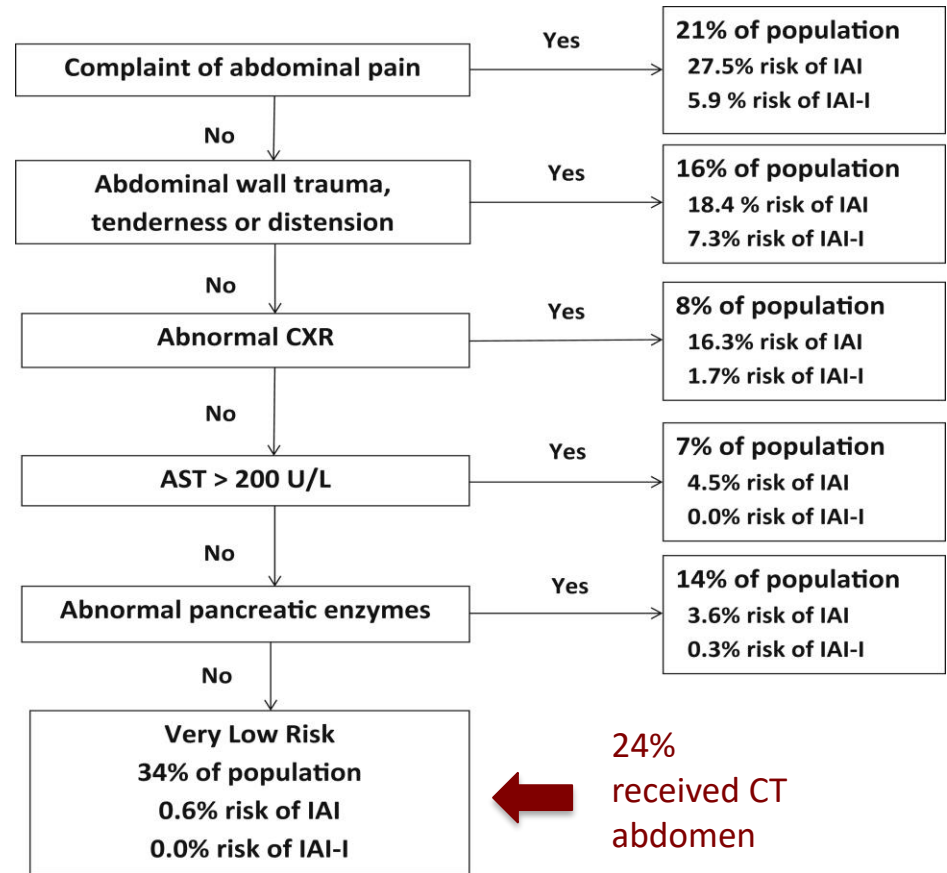 Complaint of abdominal pain
Yes
21% of population
27.5% risk of IAI
5.9 % risk of IAI-I
No
Abdominal wall trauma,
tenderness or distension
Yes
16% of population
18.4 % risk of IAI
7.3% risk of IAI-I
No
Abnormal CXR
Yes
8% of population
16.3% risk of IAI
1.7% risk of IAI-I
No
AST > 200 U/L
Yes
7% of population
4.5% risk of IAI
0.0% risk of IAI-I
No
Abnormal pancreatic enzymes
Yes
14% of population
3.6% risk of IAI
0.3% risk of IAI-I
No
Very Low Risk
34% of population
0.6% risk of IAI
0.0% risk of IAI-I
24%
received CT
abdomen